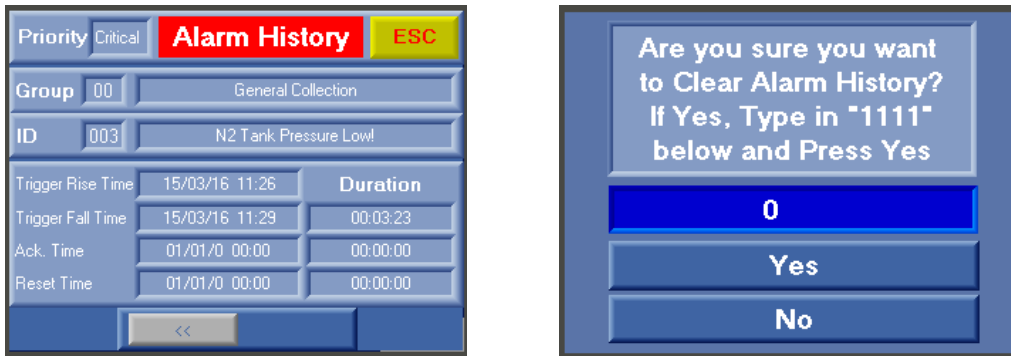 Priority Critical Alarm History ESC
Group 00 General Collection
ID 003 N2 Tank Pressure Low!
Trigger Rise Time 15/03/16 11:26 Duration
Trigger Fall Time 15/03/16 11:29 00:03:23
Ack. Time 01/01/0 00:00 00:00:00
Reset Time 01/01/0 00:00 00:00:00
<<
Are you sure you want
to Clear Alarm History?
If Yes, Type in "1111"
below and Press Yes
0
Yes
No